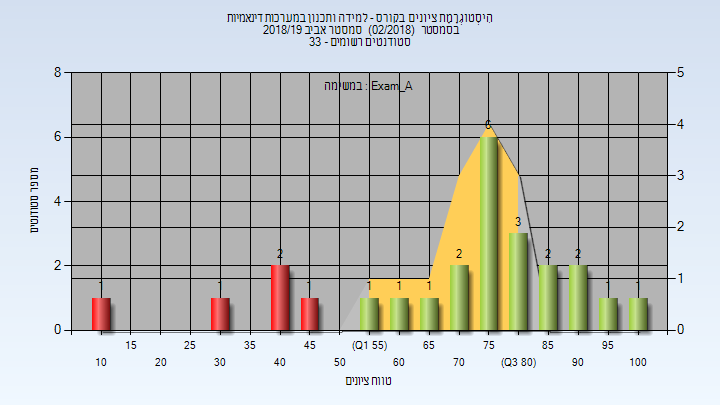 הִיסְטוֹגְרַמַת ציונים בקורס - למידה ותכנון במערכות דינאמיות
בסמסטר (02/2018) סמסטר אביב 2018/19
סטודנטים רשומים - 33
במשימה : Exam_A
8 6 4 2 0
5 4 3 2 1 0
מספר סטודנטים
1 1 2 1 1 1 1 2 6 3 2 2 1 1
15 25 35 45 (Q1 55) 65 75 85 95
10 20 30 40 50 60 70 (Q3 80) 90 100
טווח ציונים